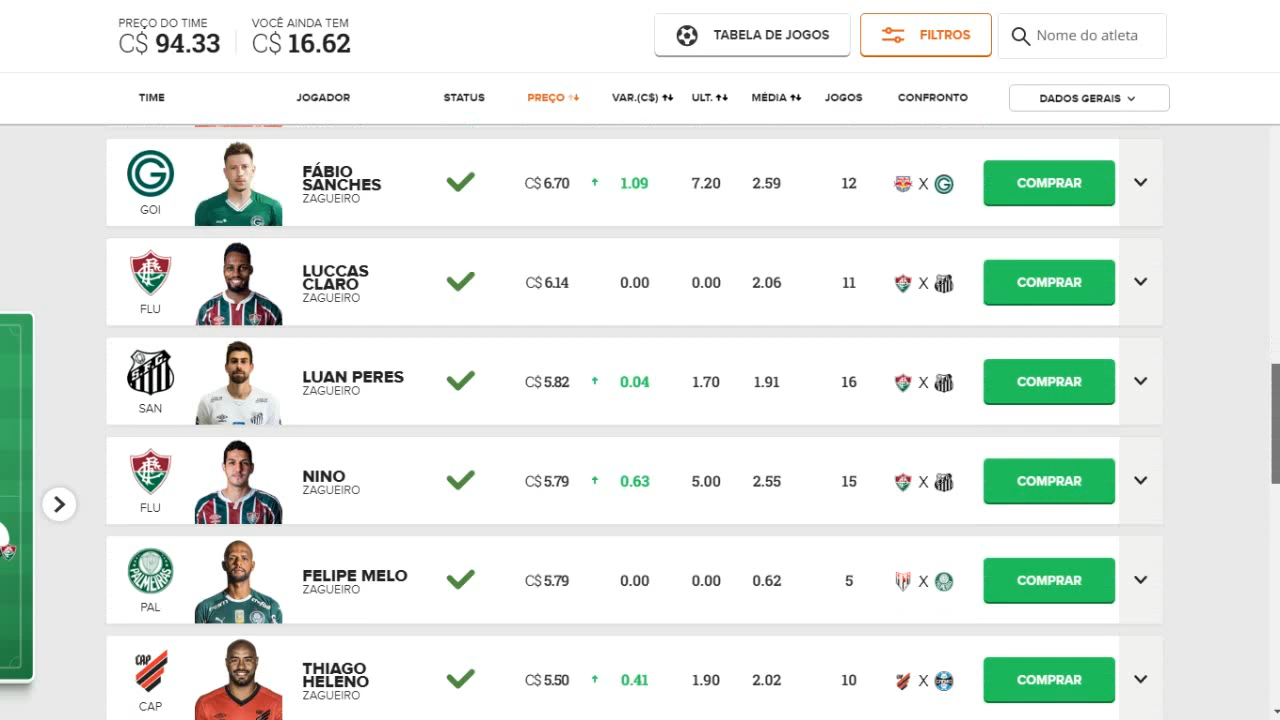 PREÇO DO TIME
C$ 94.33
VOCÊ AINDA TEM
C$ 16.62
TABELA DE JOGOS
FILTROS
Nome do atleta
TIME JOGADOR STATUS PREÇO VAR.(C$) ULT. MÉDIA JOGOS CONFRONTO DADOS GERAIS
GOI
FÁBIO
SANCHES
ZAGUEIRO
C$ 6.70 1.09 7.20 2.59 12 X G COMPRAR
FLU
LUCCAS
CLARO
ZAGUEIRO
C$ 6.14 0.00 0.00 2.06 11 X COMPRAR
SAN
LUAN PERES
ZAGUEIRO
C$ 5.82 0.04 1.70 1.91 16 X COMPRAR
FLU
NINO
ZAGUEIRO
C$ 5.79 0.63 5.00 2.55 15 X COMPRAR
PALMEIRAS
PAL
FELIPE MELO
ZAGUEIRO
C$ 5.79 0.00 0.00 0.62 5 X COMPRAR
CAP
CAP
THIAGO
HELENO
ZAGUEIRO
C$ 5.50 0.41 1.90 2.02 10 X COMPRAR